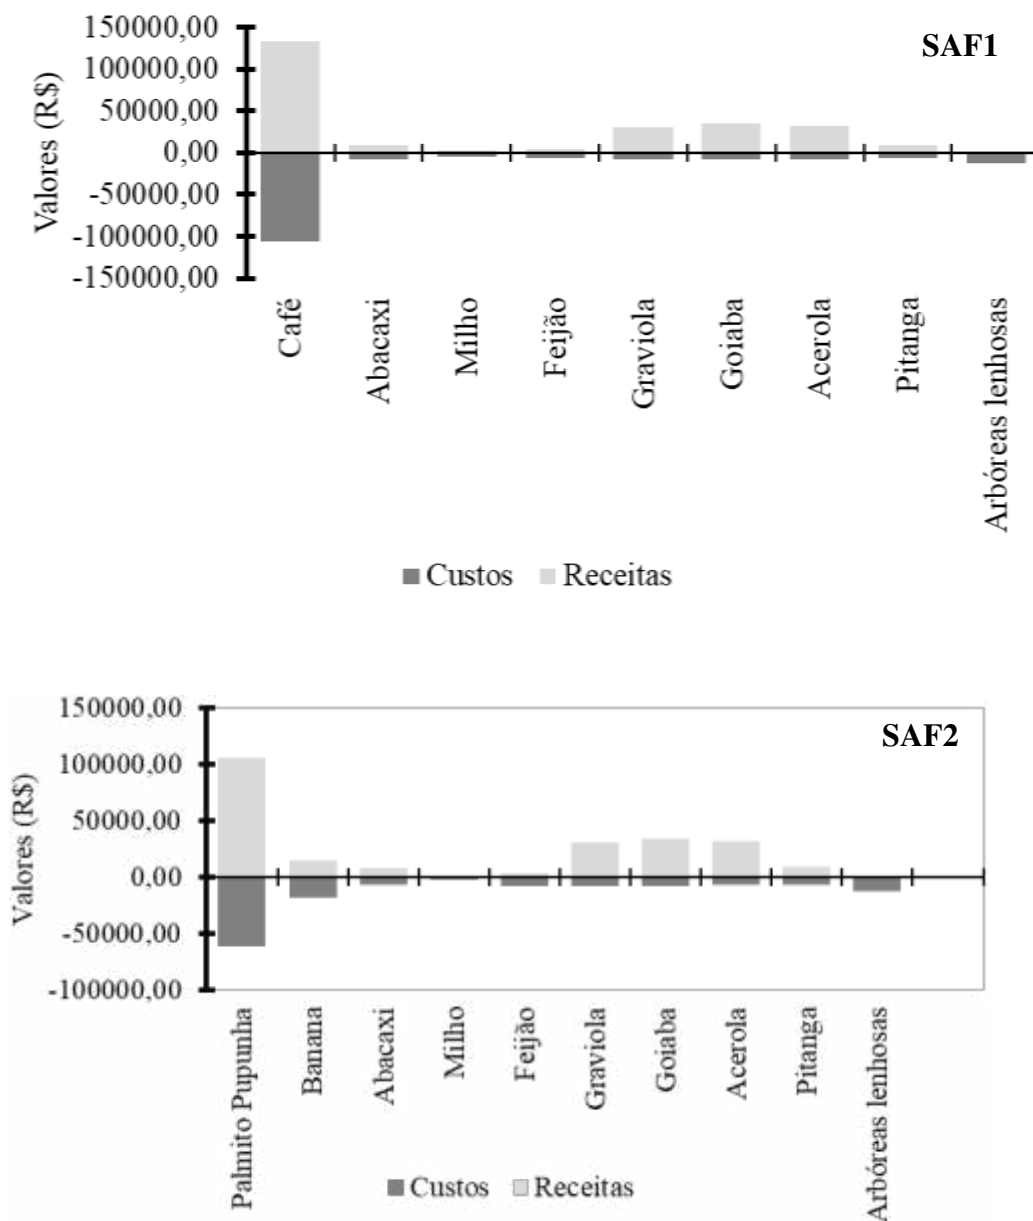 SAF1
Valores (R$)
150000,00
100000,00
50000,00
0,00
-50000,00
-100000,00
-150000,00
Café
Abacaxi
Milho
Feijão
Graviola
Goiaba
Acerola
Pitanga
Arbóreas lenhosas
Custos Receitas
SAF2
Valores (R$)
150000,00
100000,00
50000,00
0,00
-50000,00
-100000,00
Palmito Pupunha
Banana
Abacaxi
Milho
Feijão
Graviola
Goiaba
Acerola
Pitanga
Arbóreas lenhosas
Custos Receitas